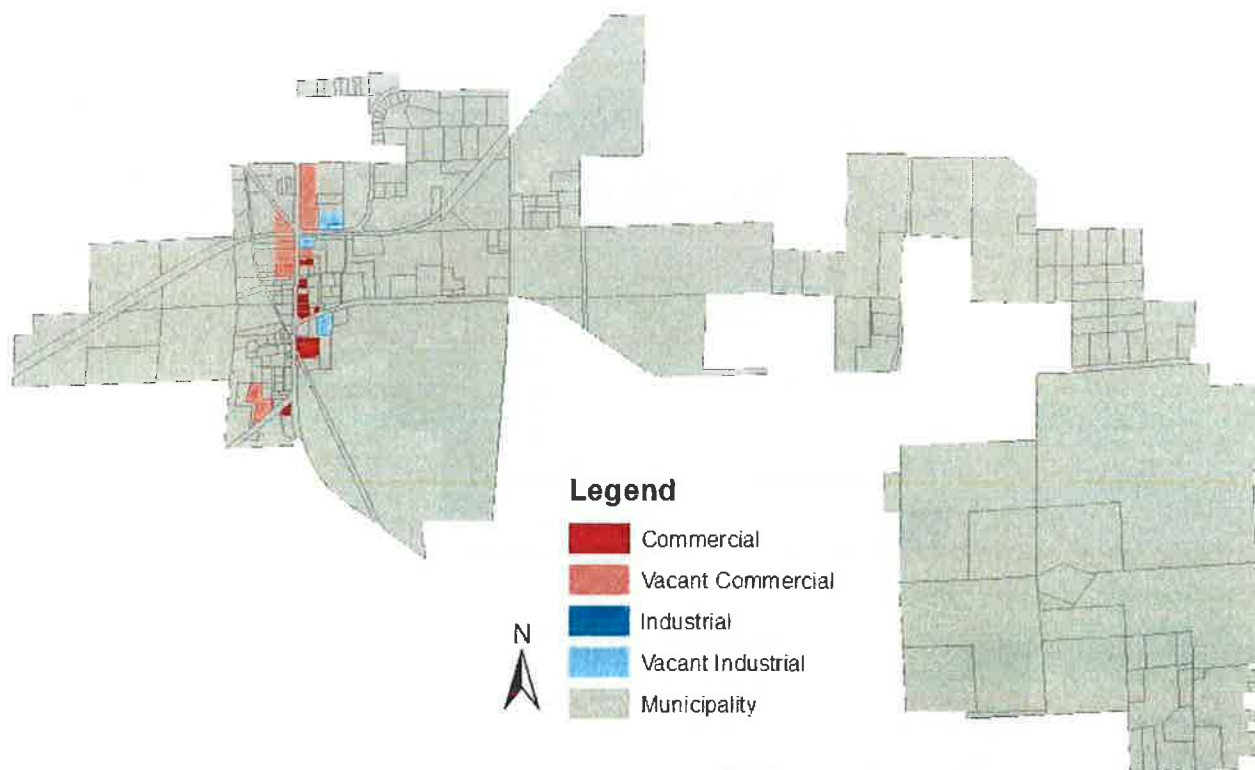 Legend
Commercial
Vacant Commercial
Industrial
Vacant Industrial
Municipality
N